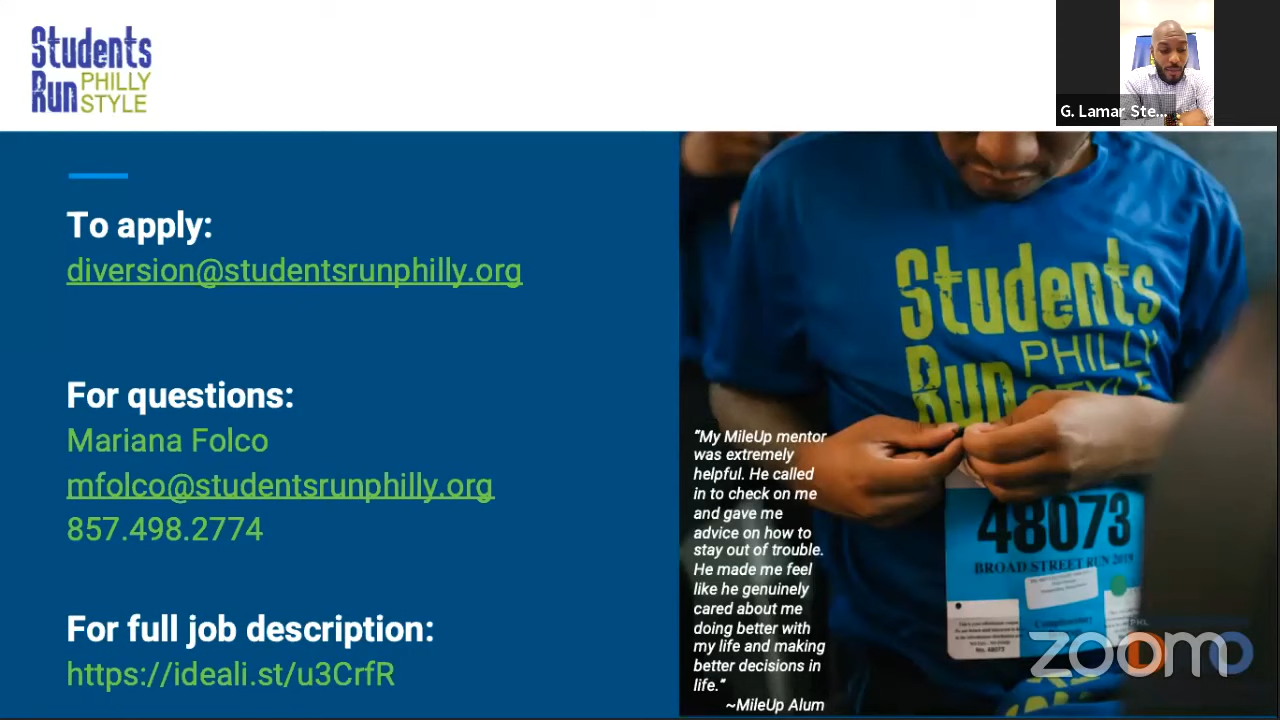 Students
Run PHILLY
STYLE
G. Lamar Ste...
To apply:
diversion@studentsrunphilly.org
For questions:
Mariana Folco
mfolco@studentsrunphilly.org
857.498.2774
For full job description:
https://ideali.st/u3CrfR
Students
Run PHILLY
STYLE
"My MileUp mentor
was extremely
helpful. He called
in to check on me
and gave me
advice on how to
stay out of trouble.
He made me feel
like he genuinely
cared about me
doing better with
my life and making
better decisions in
life."
~MileUp Alum
48073
BROAD STREET RUN 2019
Complimentary
No. 48073
zoom